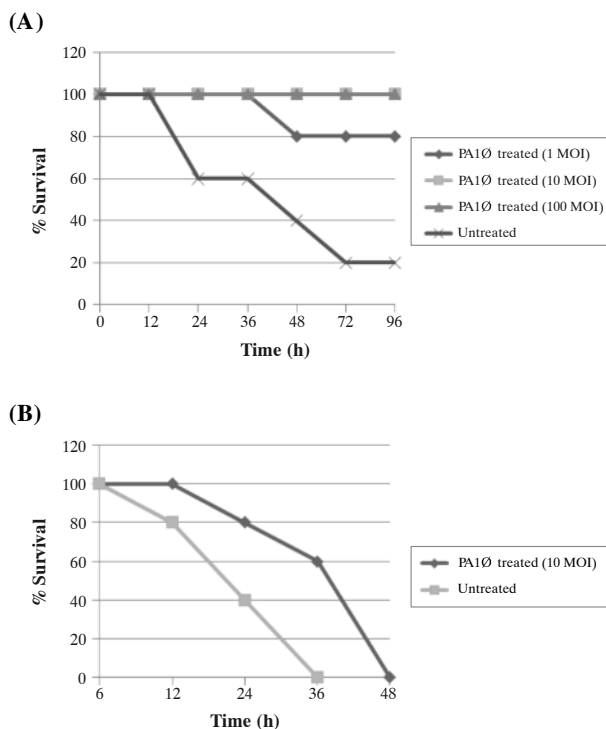 (A)
120
100
80
60
40
20
0
% Survival
0 12 24 36 48 72 96
Time (h)
PA1Ø treated (1 MOI)
PA1Ø treated (10 MOI)
PA1Ø treated (100 MOI)
Untreated
(B)
120
100
80
60
40
20
0
% Survival
6 12 24 36 48
Time (h)
PA1Ø treated (10 MOI)
Untreated